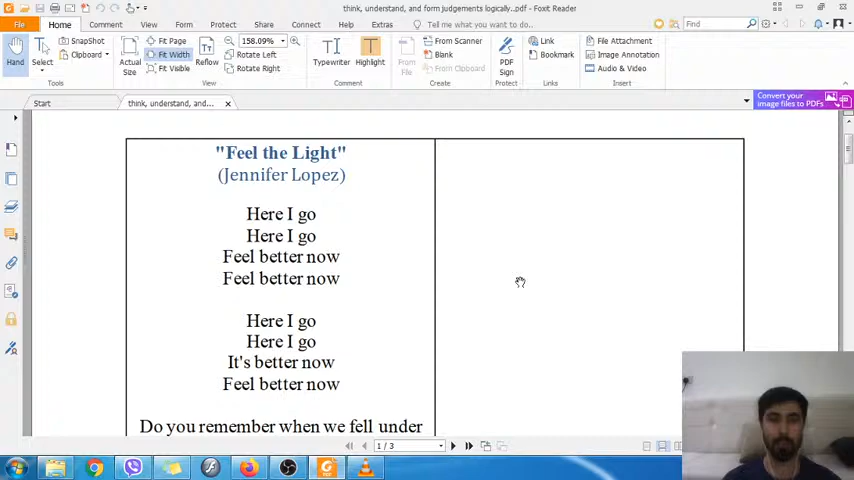 think, understand, and form judgements logically..pdf - Foxit Reader
File
Home
Comment
View
Form
Protect
Share
Connect
Help
Extras
Tell me what you want to do...
Find
Hand
Select
SnapShot
Clipboard
Tools
Actual
Size
Fit Page
Fit Width
Fit Visible
Reflow
158.09%
Rotate Left
Rotate Right
View
Typewriter
Highlight
Comment
From
File
From Scanner
Blank
From Clipboard
Create
PDF
Sign
Protect
Link
Bookmark
Links
File Attachment
Image Annotation
Audio & Video
Insert
Start
think, understand, and...
Convert your
image files to PDFs
"Feel the Light"
(Jennifer Lopez)
Here I go
Here I go
Feel better now
Feel better now
Here I go
Here I go
It's better now
Feel better now
Do you remember when we fell under
1 / 3